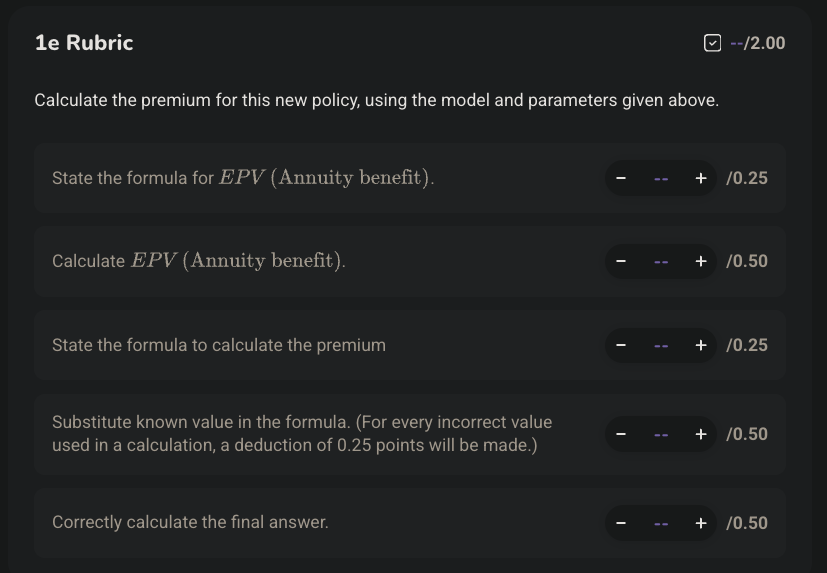 1e Rubric
--/2.00
Calculate the premium for this new policy, using the model and parameters given above.
State the formula for EPV (Annuity benefit).
− -- + /0.25
Calculate EPV (Annuity benefit).
− -- + /0.50
State the formula to calculate the premium
− -- + /0.25
Substitute known value in the formula. (For every incorrect value
used in a calculation, a deduction of 0.25 points will be made.)
− -- + /0.50
Correctly calculate the final answer.
− -- + /0.50